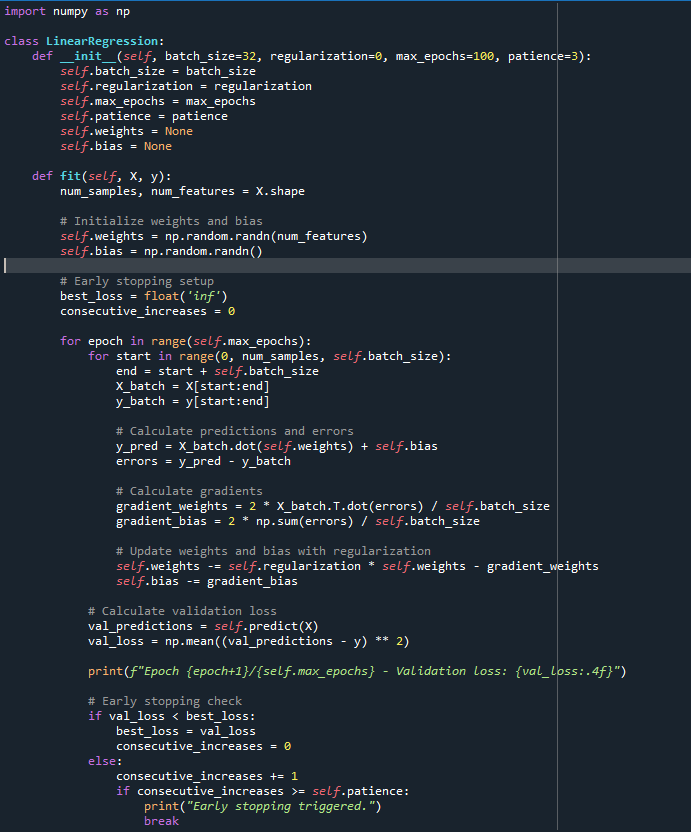 import numpy as np
class LinearRegression:
def __init__(self, batch_size=32, regularization=0, max_epochs=100, patience=3):
self.batch_size = batch_size
self.regularization = regularization
self.max_epochs = max_epochs
self.patience = patience
self.weights = None
self.bias = None
def fit(self, X, y):
num_samples, num_features = X.shape
# Initialize weights and bias
self.weights = np.random.randn(num_features)
self.bias = np.random.randn()
# Early stopping setup
best_loss = float('inf')
consecutive_increases = 0
for epoch in range(self.max_epochs):
for start in range(0, num_samples, self.batch_size):
end = start + self.batch_size
X_batch = X[start:end]
y_batch = y[start:end]
# Calculate predictions and errors
y_pred = X_batch.dot(self.weights) + self.bias
errors = y_pred - y_batch
# Calculate gradients
gradient_weights = 2 * X_batch.T.dot(errors) / self.batch_size
gradient_bias = 2 * np.sum(errors) / self.batch_size
# Update weights and bias with regularization
self.weights -= self.regularization * self.weights - gradient_weights
self.bias -= gradient_bias
# Calculate validation loss
val_predictions = self.predict(X)
val_loss = np.mean((val_predictions - y) ** 2)
print(f"Epoch {epoch+1}/{self.max_epochs} - Validation loss: {val_loss:.4f}")
# Early stopping check
if val_loss < best_loss:
best_loss = val_loss
consecutive_increases = 0
else:
consecutive_increases += 1
if consecutive_increases >= self.patience:
print("Early stopping triggered.")
break